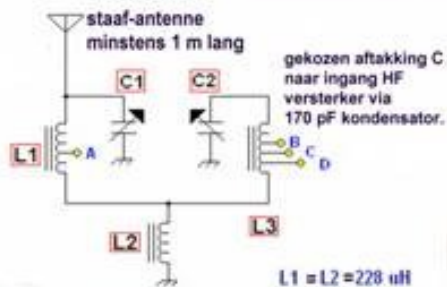 staaf-antenne
minstens 1 m lang
gekozen aftakking C
naar ingang HF
versterker via
170 pF kondensator.
C1
C2
L1
A
B
C
D
L2
L3
L1 = L2 =228 uH